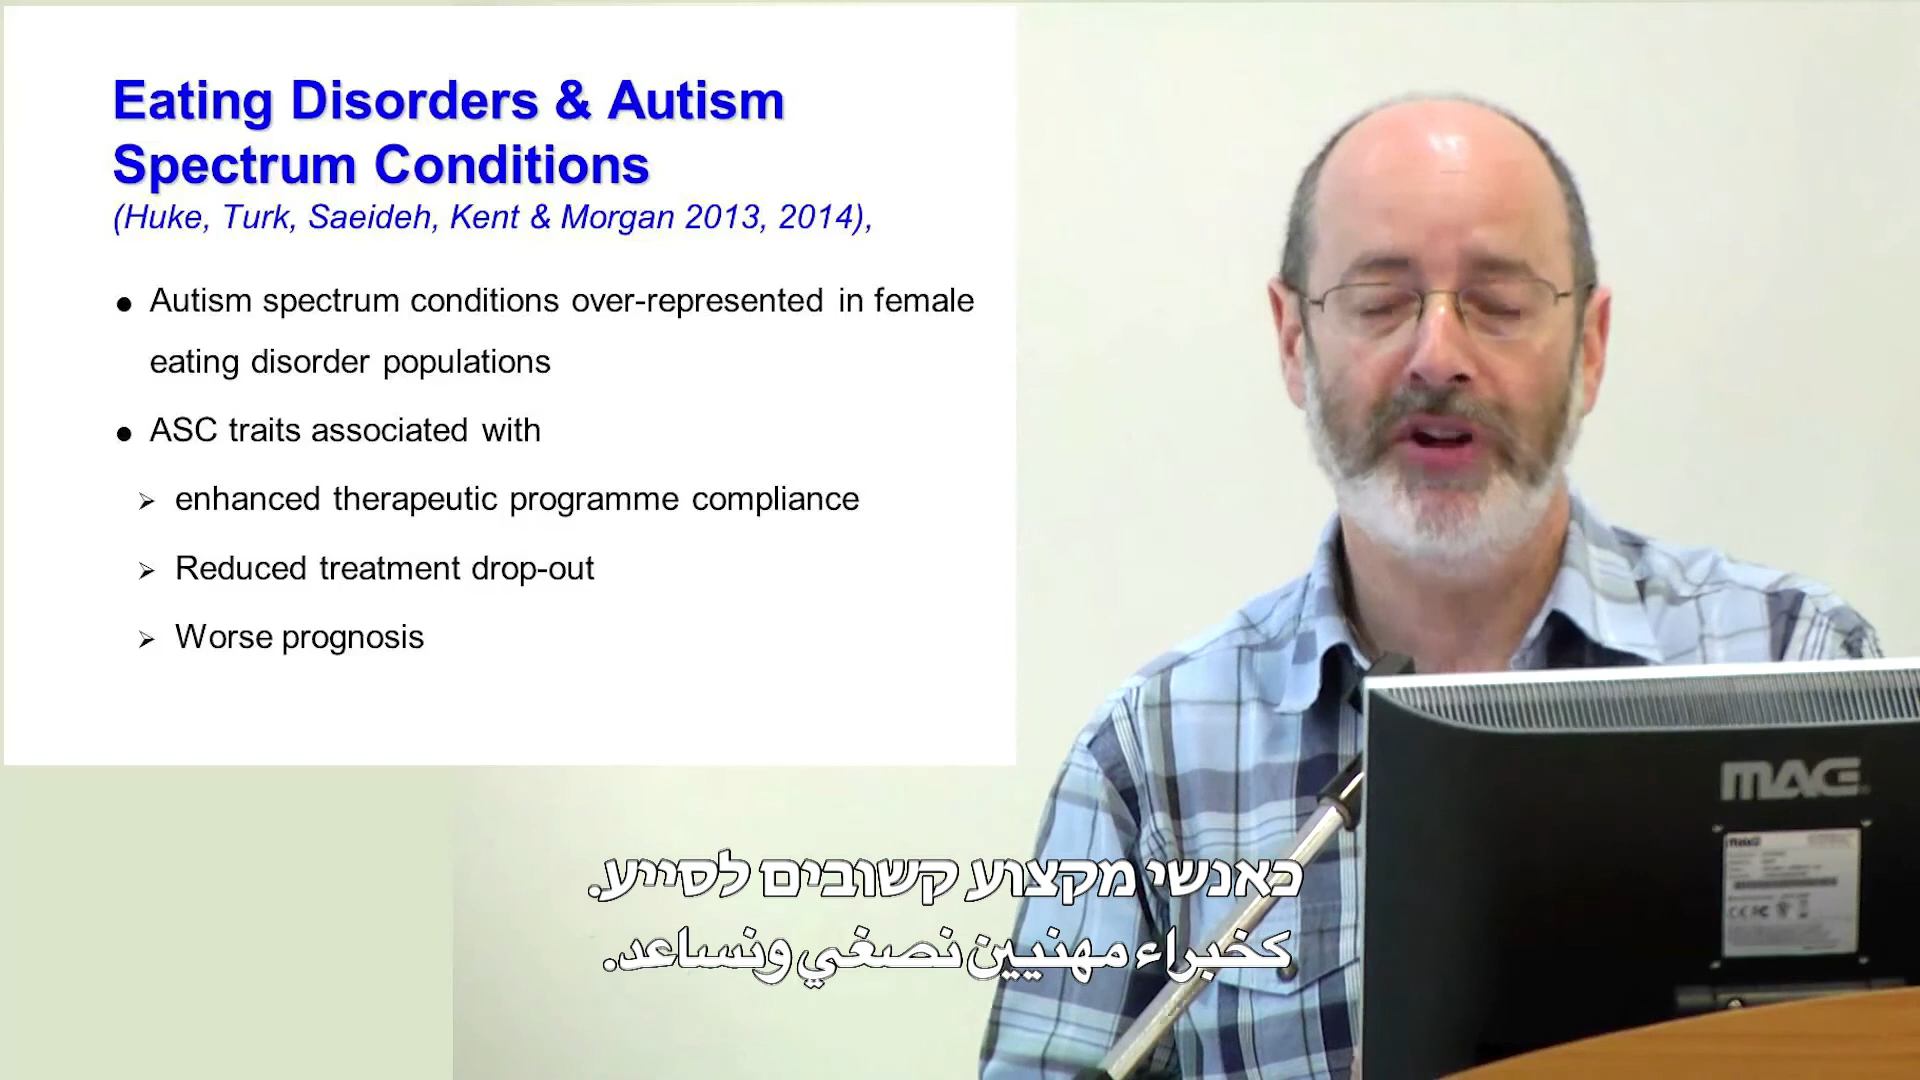 Eating Disorders & Autism
Spectrum Conditions
(Huke, Turk, Saeideh, Kent & Morgan 2013, 2014),
● Autism spectrum conditions over-represented in female
eating disorder populations
● ASC traits associated with
➢ enhanced therapeutic programme compliance
➢ Reduced treatment drop-out
➢ Worse prognosis
MAG
כאנשי מקצוע קשובים לסייע.
كخبراء مهنيين نصغي ونساعد.